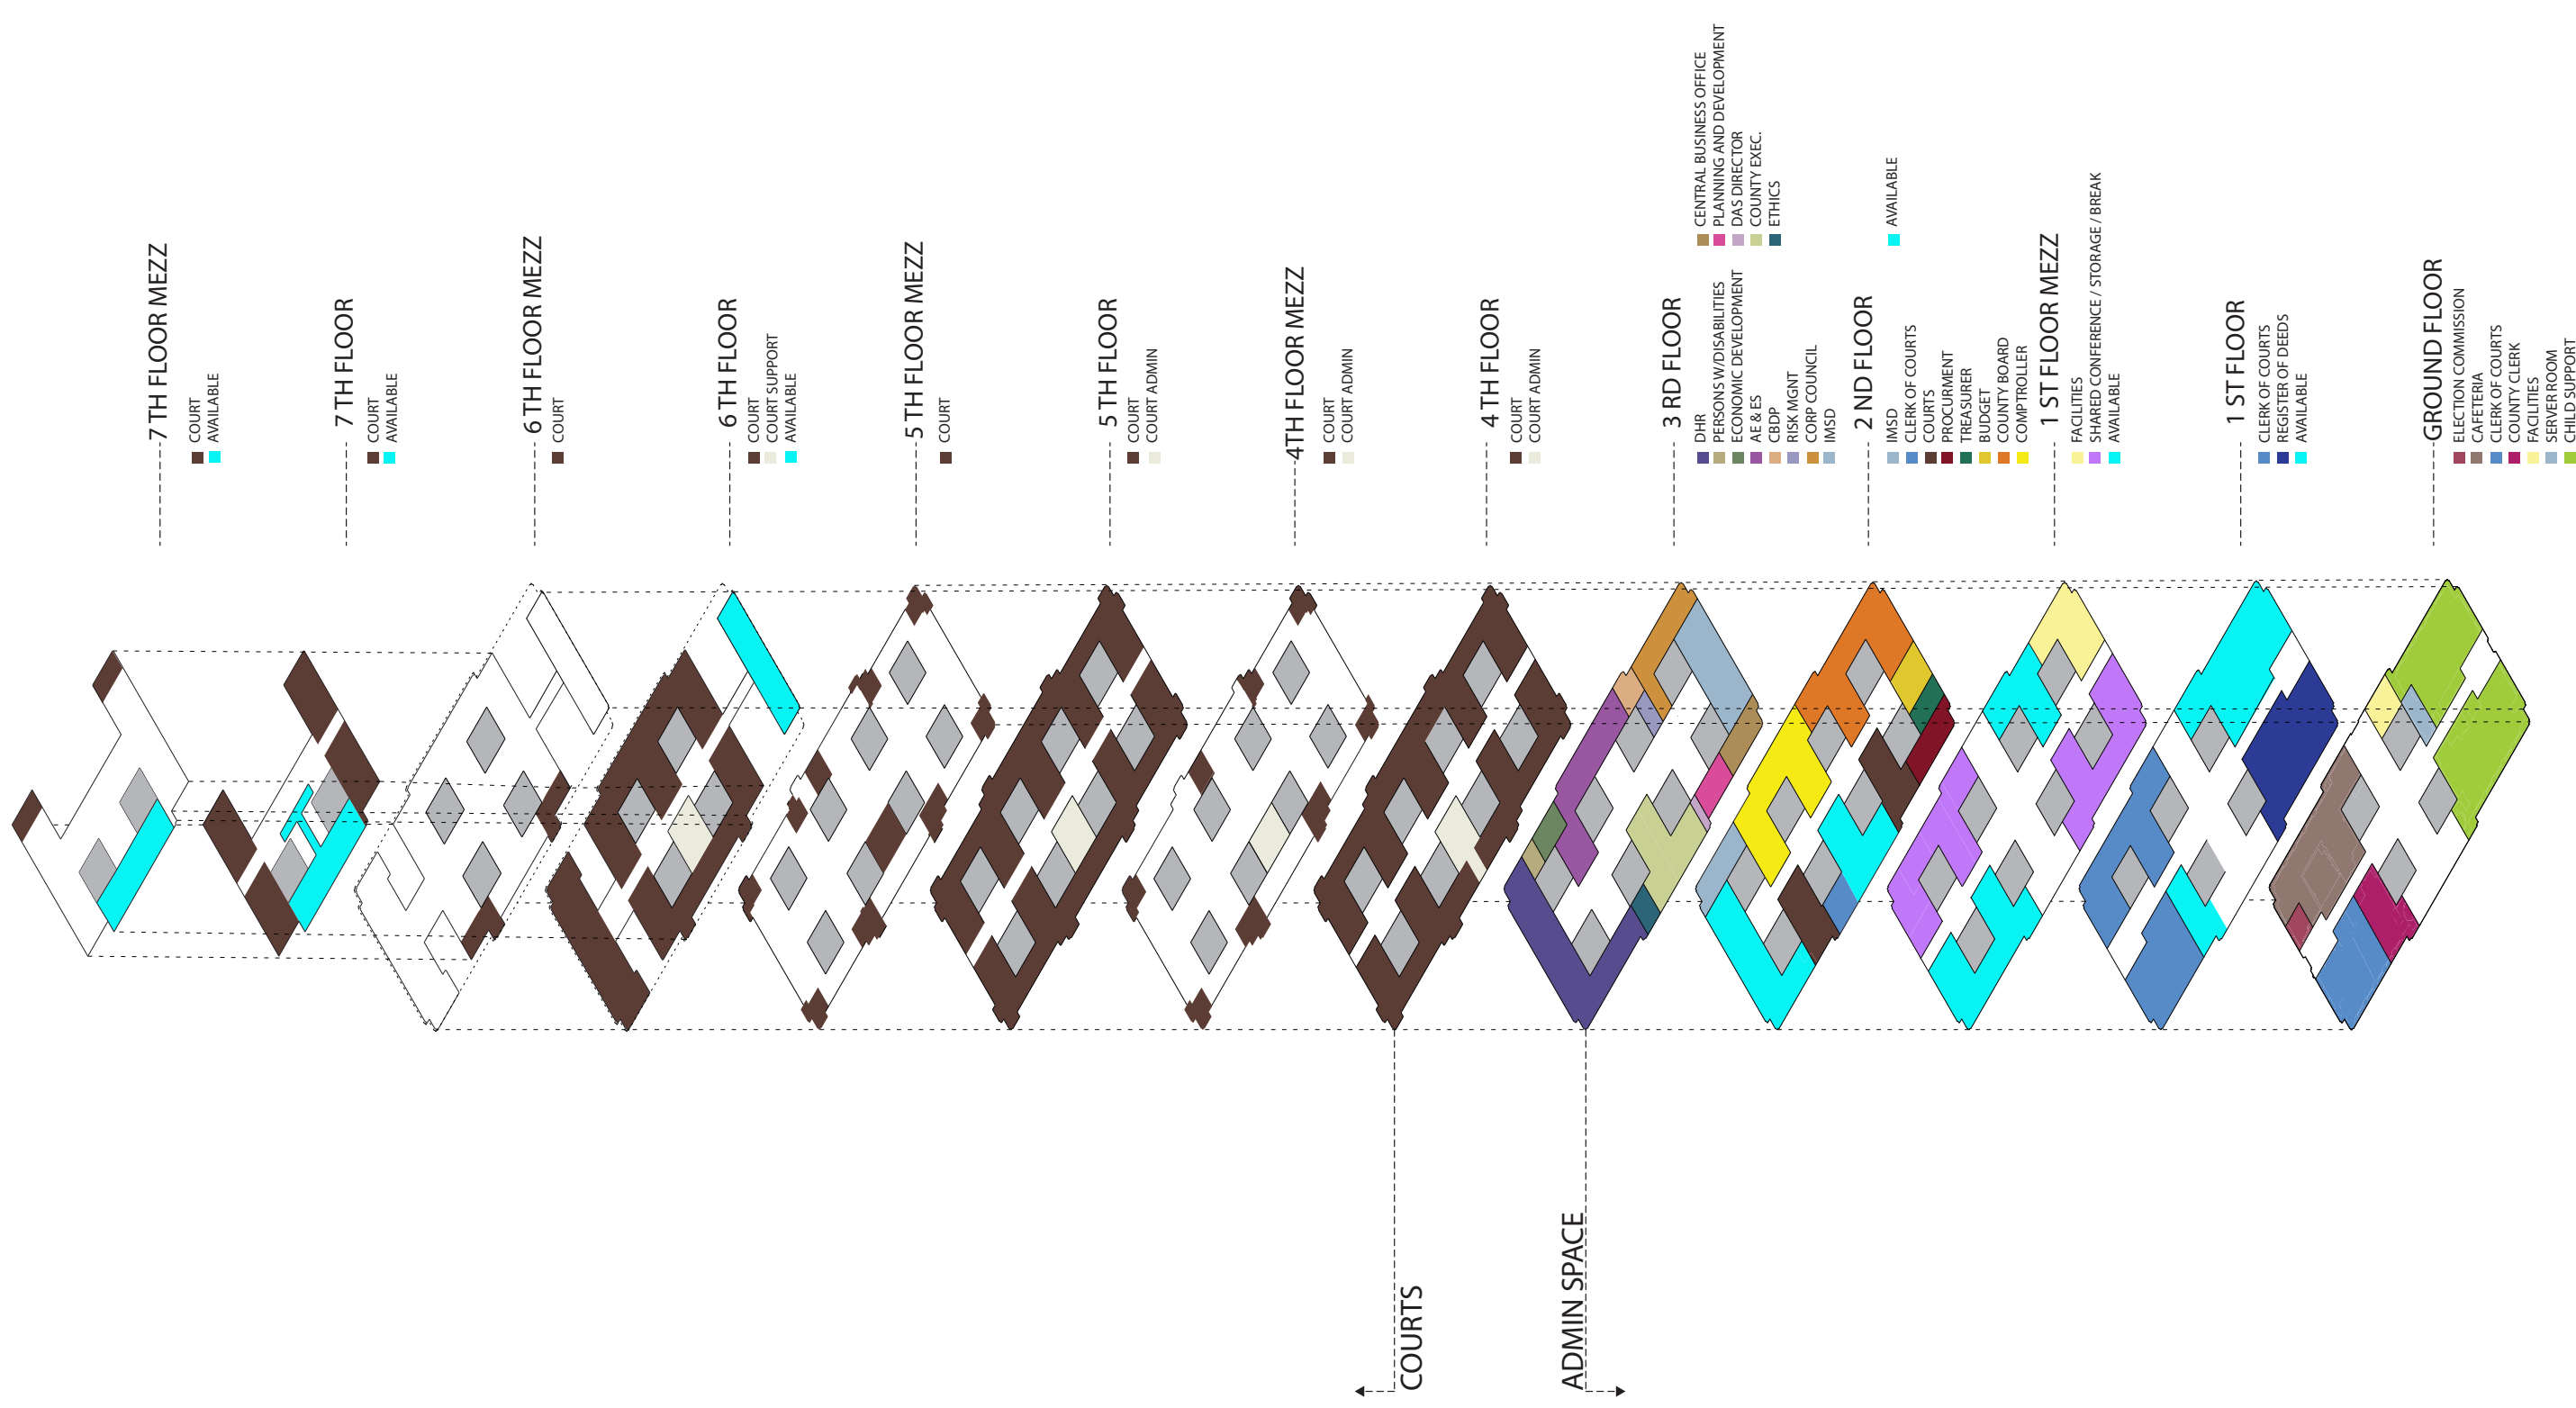 7 TH FLOOR MEZZ
COURT
AVAILABLE
7 TH FLOOR
COURT
AVAILABLE
6 TH FLOOR MEZZ
COURT
6 TH FLOOR
COURT
COURT SUPPORT
AVAILABLE
5 TH FLOOR MEZZ
COURT
5 TH FLOOR
COURT
COURT ADMIN
4TH FLOOR MEZZ
COURT
COURT ADMIN
4 TH FLOOR
COURT
COURT ADMIN
3 RD FLOOR
DHR
PERSONS W/DISABILITIES
ECONOMIC DEVELOPMENT
AE & ES
CBDP
RISK MGNT
CORP COUNCIL
IMSD
CENTRAL BUSINESS OFFICE
PLANNING AND DEVELOPMENT
DAS DIRECTOR
COUNTY EXEC.
ETHICS
2 ND FLOOR
IMSD
CLERK OF COURTS
COURTS
PROCURMENT
TREASURER
BUDGET
COUNTY BOARD
COMPTROLLER
AVAILABLE
1 ST FLOOR MEZZ
FACILITIES
SHARED CONFERENCE / STORAGE / BREAK
AVAILABLE
1 ST FLOOR
CLERK OF COURTS
REGISTER OF DEEDS
AVAILABLE
GROUND FLOOR
ELECTION COMMISSION
CAFETERIA
CLERK OF COURTS
COUNTY CLERK
FACILITIES
SERVER ROOM
CHILD SUPPORT
COURTS
ADMIN SPACE